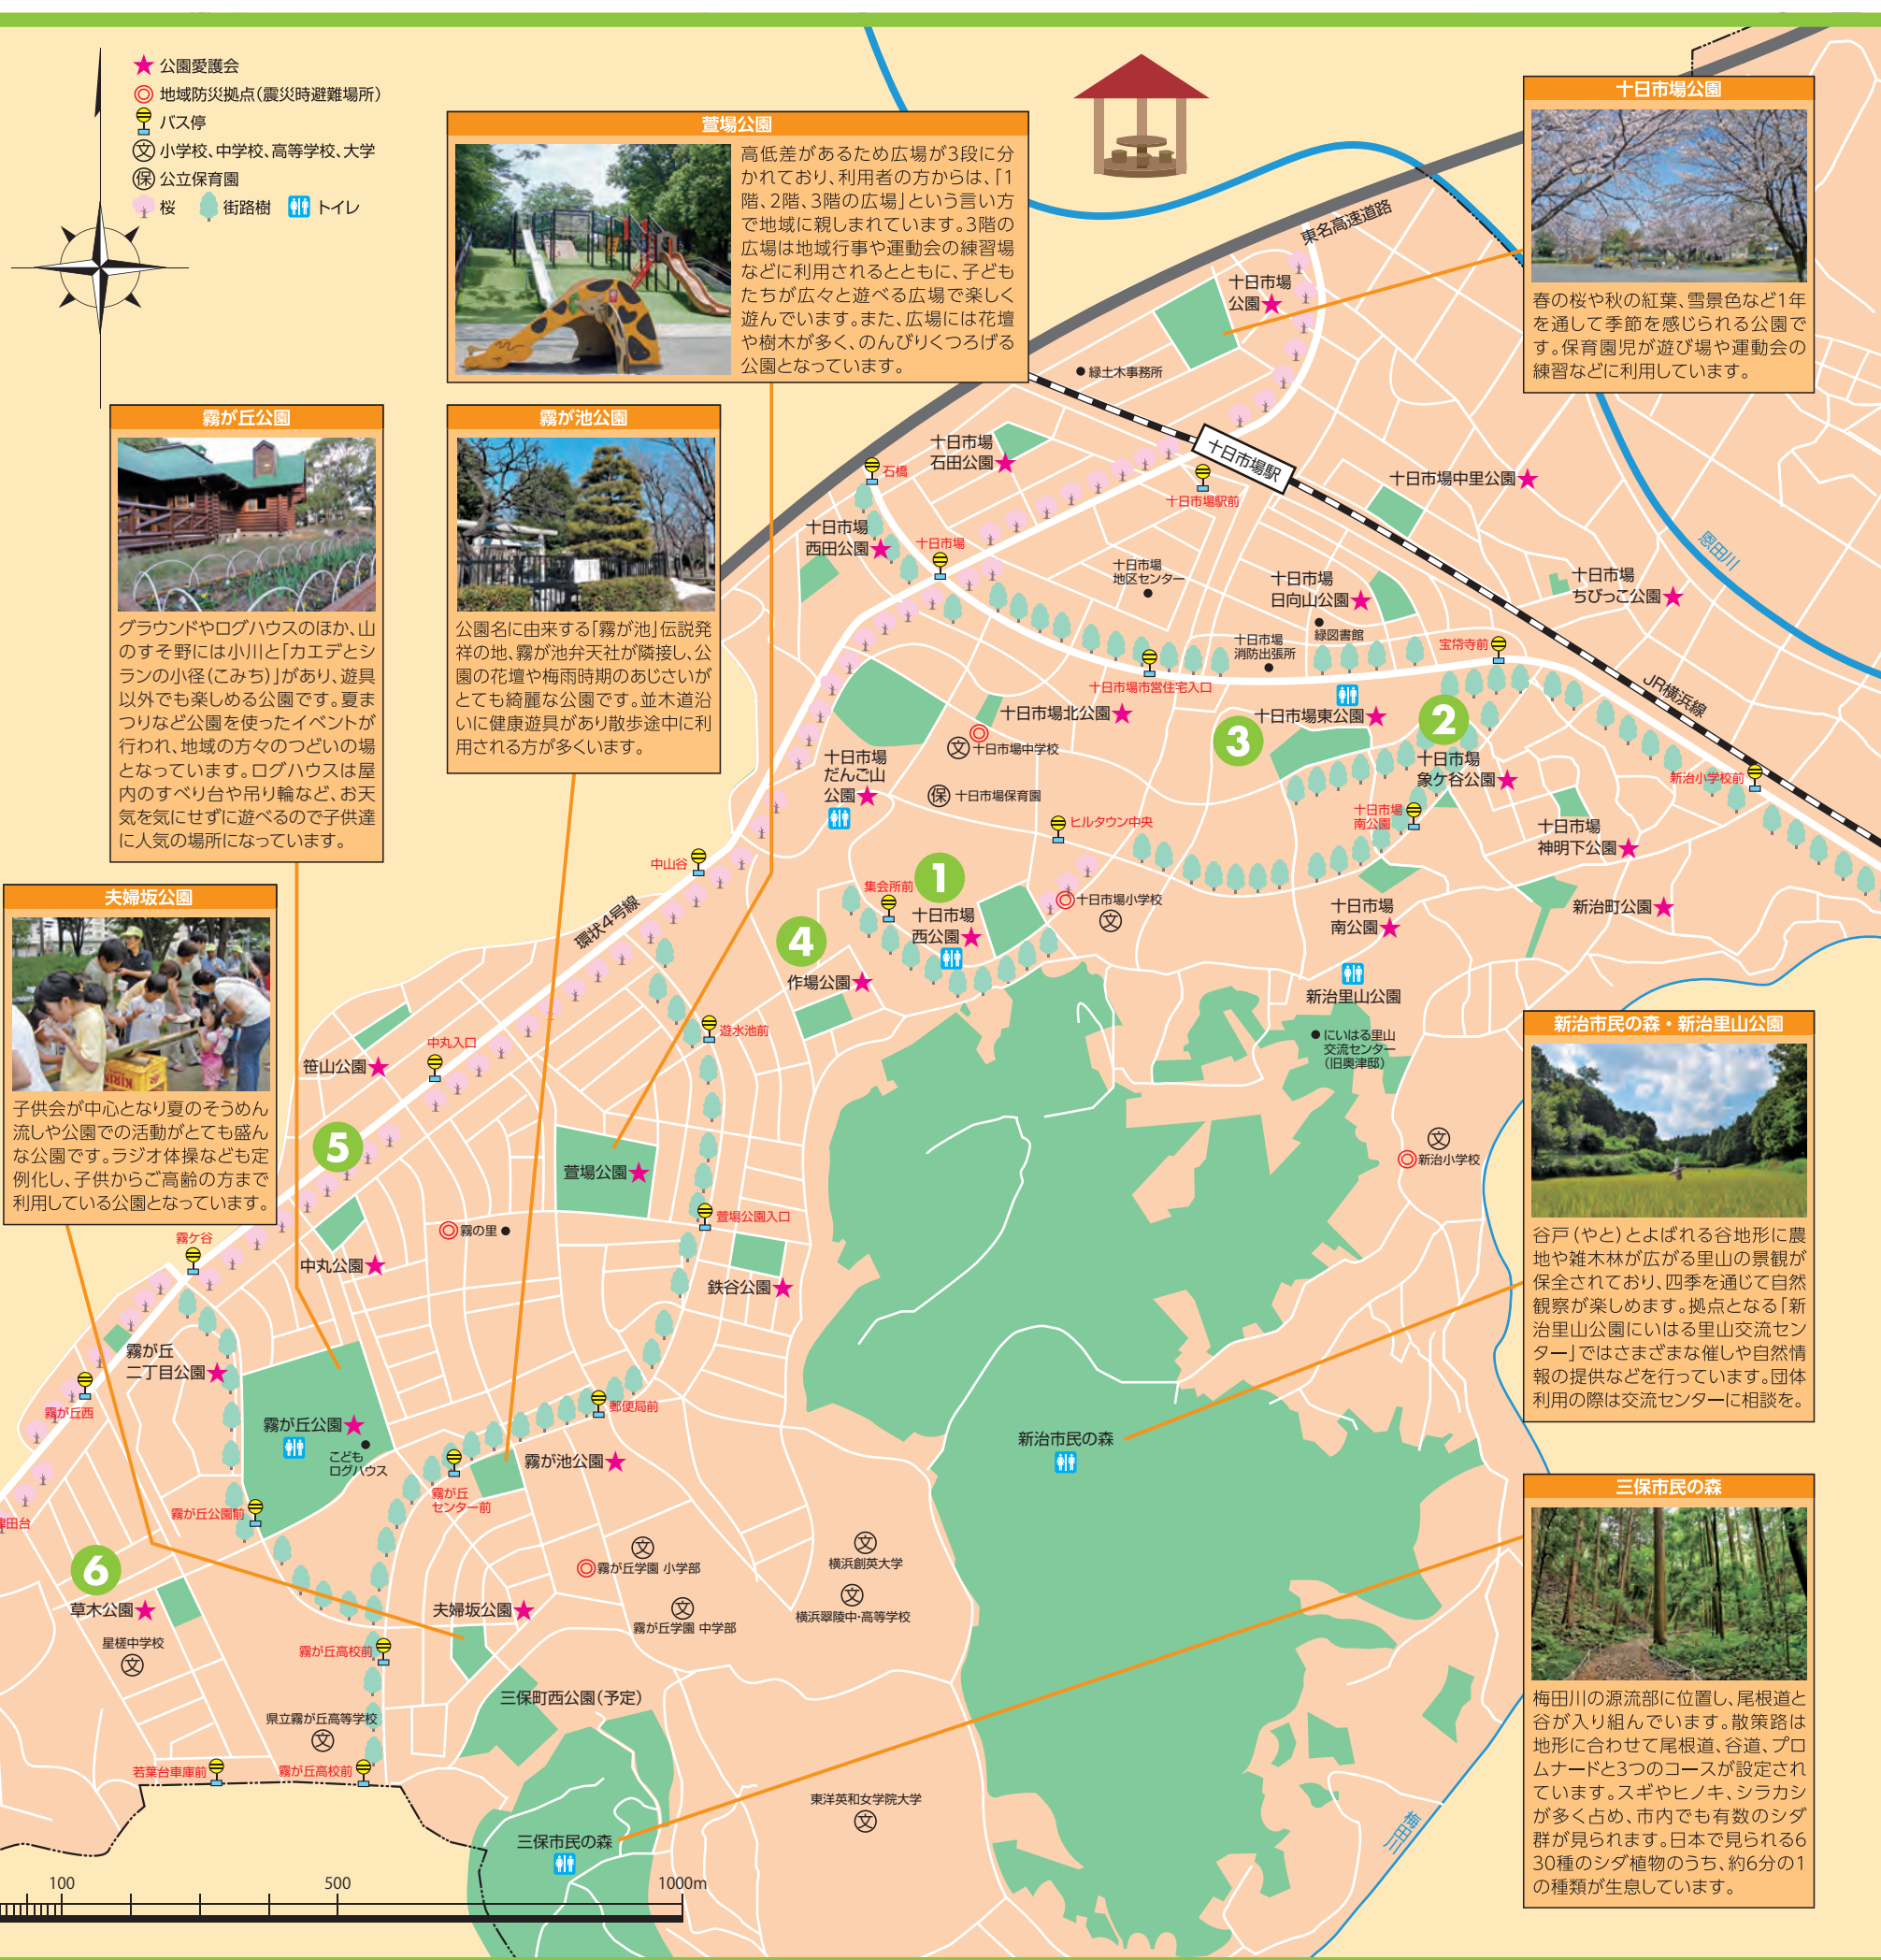 公園愛護会
地域防災拠点(震災時避難場所)
バス停
文 小学校、中学校、高等学校、大学
保 公立保育園
桜 街路樹 トイレ
萱場公園
高低差があるため広場が3段に分
かれており、利用者の方からは、「1
階、2階、3階の広場」という言い方
で地域に親しまれています。3階の
広場は地域行事や運動会の練習場
などに利用されるとともに、子ども
たちが広々と遊べる広場で楽しく
遊んでいます。また、広場には花壇
や樹木が多く、のんびりくつろげる
公園となっています。
十日市場公園
春の桜や秋の紅葉、雪景色など1年
を通して季節を感じられる公園で
す。保育園児が遊び場や運動会の
練習などに利用しています。
霧が丘公園
グラウンドやログハウスのほか、山
のすそ野には小川と「カエデとシ
ランの小径(こみち)」があり、遊具
以外でも楽しめる公園です。夏ま
つりなど公園を使ったイベントが
行われ、地域の方々のつどいの場
となっています。ログハウスは屋
内のすべり台や吊り輪など、お天
気を気にせずに遊べるので子供達
に人気の場所になっています。
霧が池公園
公園名に由来する「霧が池」伝説発
祥の地、霧が池弁天社が隣接し、公
園の花壇や梅雨時期のあじさいが
とても綺麗な公園です。並木道沿
いに健康遊具があり散歩途中に利
用される方が多くいます。
夫婦坂公園
子供会が中心となり夏のそうめん
流しや公園での活動がとても盛ん
な公園です。ラジオ体操なども定
例化し、子供からご高齢の方まで
利用している公園となっています。
新治市民の森・新治里山公園
谷戸(やと)とよばれる谷地形に農
地や雑木林が広がる里山の景観が
保全されており、四季を通じて自然
観察が楽しめます。拠点となる「新
治里山公園にいはる里山交流セン
ター」ではさまざまな催しや自然情
報の提供などを行っています。団体
利用の際は交流センターに相談を。
三保市民の森
梅田川の源流部に位置し、尾根道と
谷が入り組んでいます。散策路は
地形に合わせて尾根道、谷道、プロ
ムナードと3つのコースが設定され
ています。スギやヒノキ、シラカシ
が多く占め、市内でも有数のシダ
群が見られます。日本で見られる6
30種のシダ植物のうち、約6分の1
の種類が生息しています。
東名高速道路
十日市場
公園
緑土木事務所
十日市場
石田公園
石橋
十日市場駅
十日市場駅前
十日市場中里公園
恩田川
十日市場
西田公園
十日市場
十日市場
地区センター
十日市場
日向山公園
緑図書館
十日市場
ちびっこ公園
十日市場
消防出張所
宝帒寺前
十日市場市営住宅入口
JR横浜線
十日市場北公園
3
十日市場東公園
2
十日市場
象ケ谷公園
文 十日市場中学校
十日市場
だんご山
公園
保 十日市場保育園
新治小学校前
十日市場
南公園
ヒルタウン中央
十日市場
神明下公園
中山谷
1
集会所前
十日市場
西公園
十日市場小学校
文
十日市場
南公園
新治町公園
環状4号線
4
作場公園
新治里山公園
にいはる里山
交流センター
(旧奥津邸)
遊水池前
中丸入口
笹山公園
5
萱場公園
文
新治小学校
萱場公園入口
霧の里
霧ケ谷
中丸公園
鉄谷公園
霧が丘
二丁目公園
霧が丘西
霧が丘公園
こども
ログハウス
郵便局前
霧が池公園
新治市民の森
霧が丘
センター前
霧が丘公園前
津田台
6
草木公園
文
霧が丘学園 小学部
文
横浜創英大学
文
横浜翠陵中・高等学校
文
霧が丘学園 中学部
夫婦坂公園
星槎中学校
文
霧が丘高校前
三保町西公園(予定)
県立霧が丘高等学校
文
若葉台車庫前
霧が丘高校前
東洋英和女学院大学
文
三保市民の森
梅田川
100 500 1000m
KIRIN